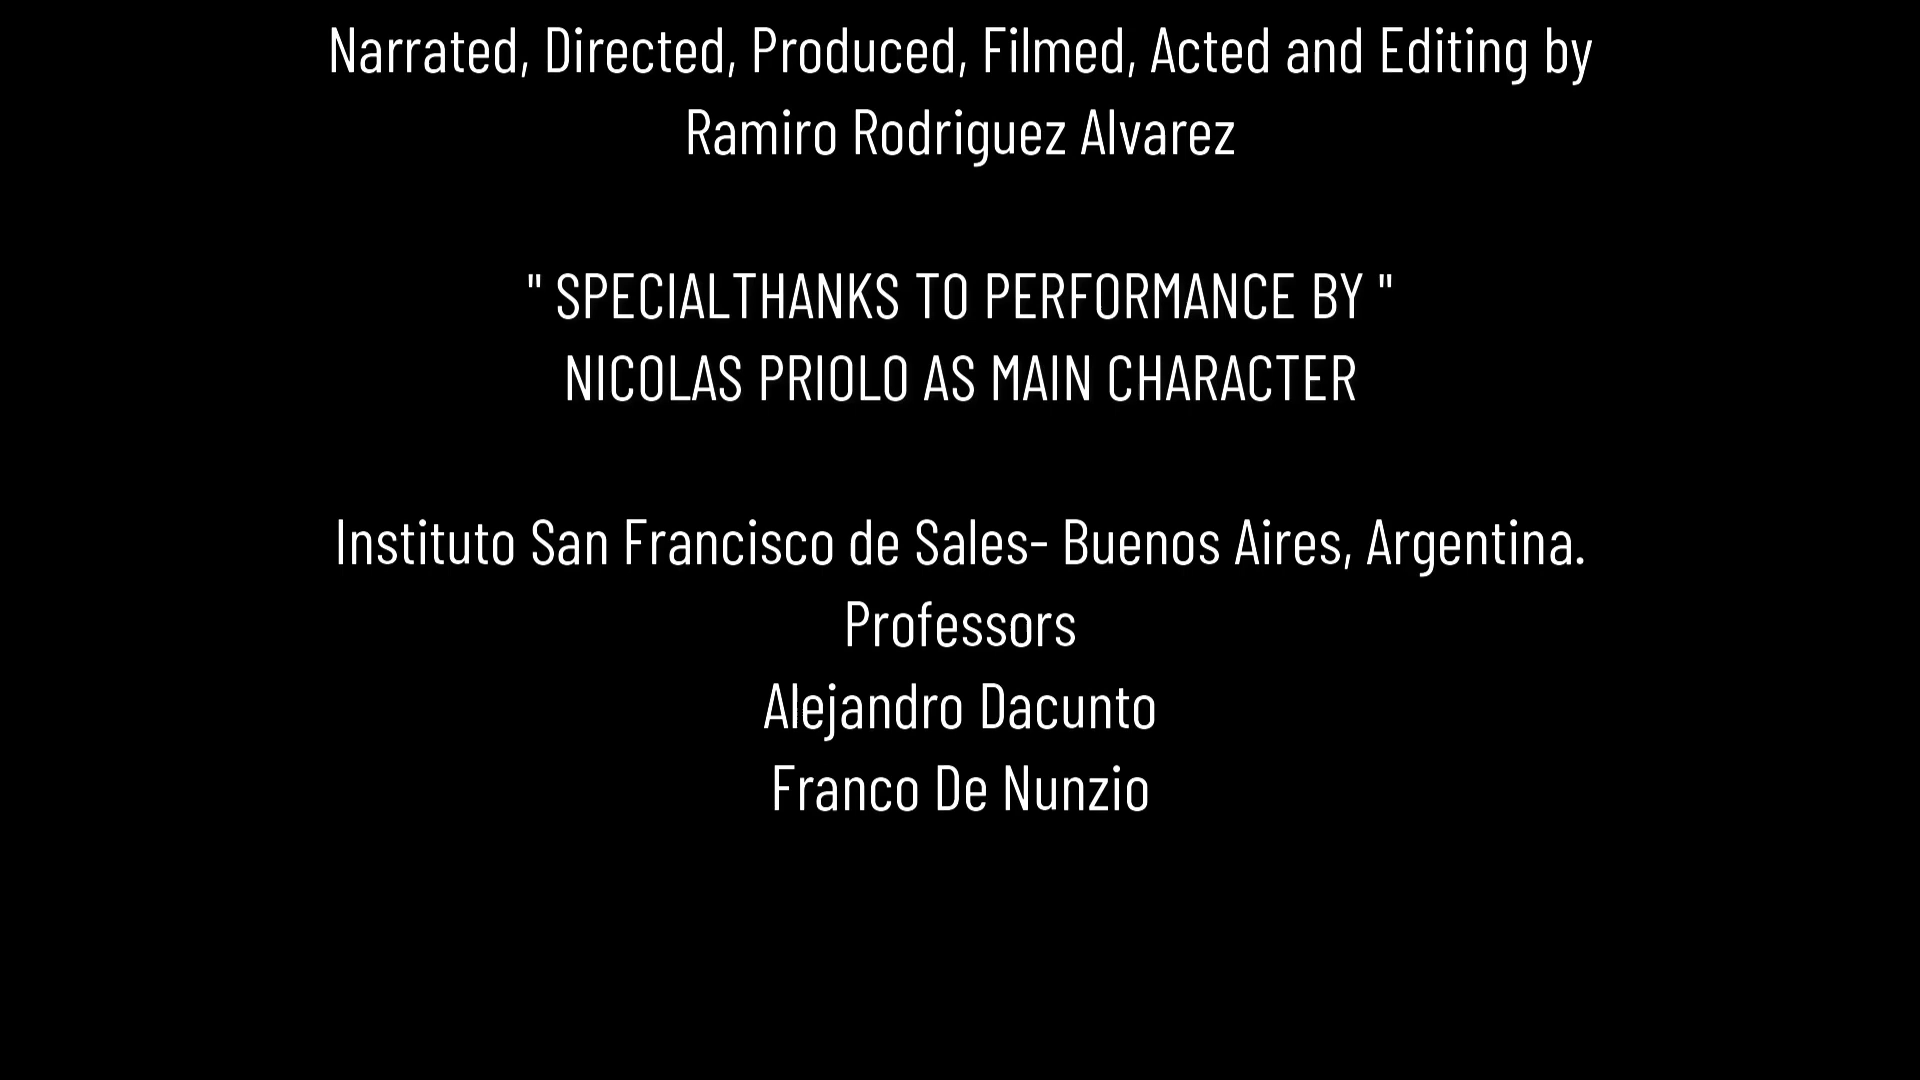 Narrated, Directed, Produced, Filmed, Acted and Editing by
Ramiro Rodriguez Alvarez
" SPECIALTHANKS TO PERFORMANCE BY "
NICOLAS PRIOLO AS MAIN CHARACTER
Instituto San Francisco de Sales- Buenos Aires, Argentina.
Professors
Alejandro Dacunto
Franco De Nunzio